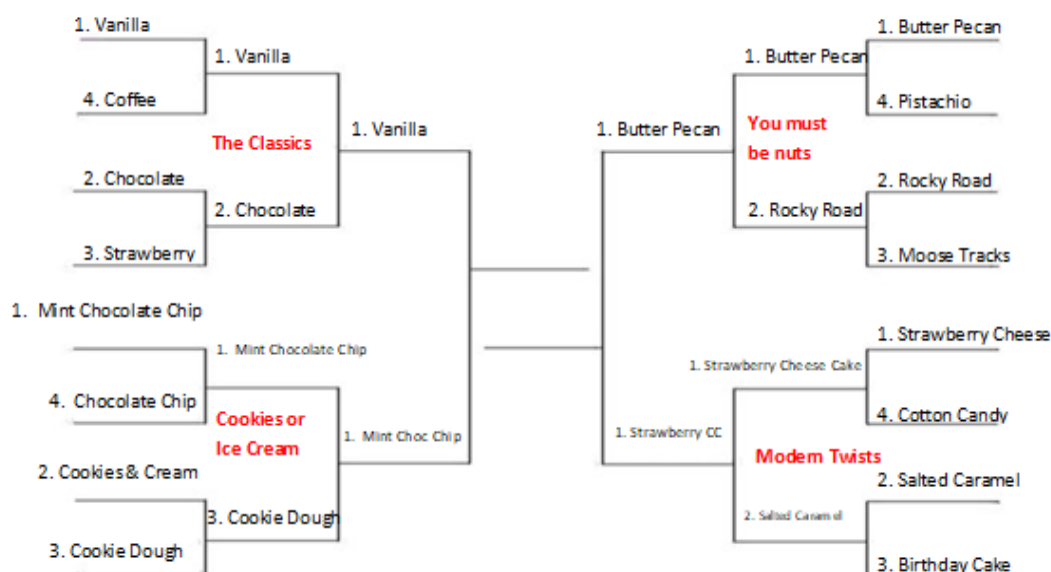 1. Vanilla
1. Butter Pecan
1. Vanilla
1. Butter Pecan
4. Coffee
4. Pistachio
The Classics
1. Vanilla
1. Butter Pecan
You must
be nuts
2. Chocolate
2. Rocky Road
2. Chocolate
2. Rocky Road
3. Strawberry
3. Moose Tracks
1. Mint Chocolate Chip
1. Strawberry Cheese
1. Mint Chocolate Chip
1. Strawberry Cheese Cake
4. Chocolate Chip
4. Cotton Candy
Cookies or
Ice Cream
1. Mint Choc Chip
1. Strawberry CC
Modern Twists
2. Cookies & Cream
2. Salted Caramel
3. Cookie Dough
2. Salted Caramel
3. Cookie Dough
3. Birthday Cake